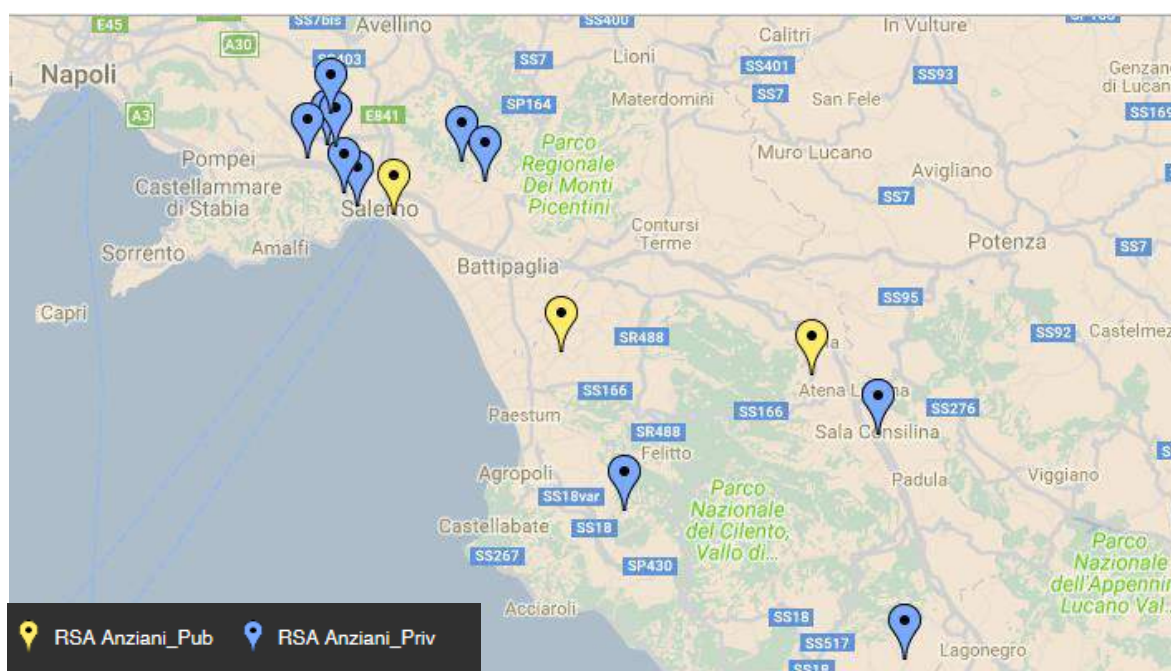 SS7bis
Avellino
SS400
In Vulture
E45
Calitri
A30
SS403
SS7
Lioni
SS401
SS93
Genzano
di Lucan
Napoli
SS7
Materdomini
San Fele
SP164
SS169
A3
E841
Parco
Regionale
Dei Monti
Picentini
Muro Lucano
Avigliano
Pompei
Castellammare
di Stabia
SS7
Salerno
Contursi
Terme
Potenza
SS7
Sorrento
Amalfi
Battipaglia
SS95
Capri
SR488
SS92
Castelmez
SS166
Atena Lucana
SS166
SS276
Paestum
SR488
Sala Consilina
Felitto
Agropoli
Padula
Viggiano
SS18var
Parco
Nazionale
del Cilento,
Vallo di...
Castellabate
SS18
SS267
SP430
Parco
Nazionale
dell'Appennin
Lucano Val...
Acciaroli
SS18
SS517
Lagonegro
SS18
RSA Anziani_Pub
RSA Anziani_Priv